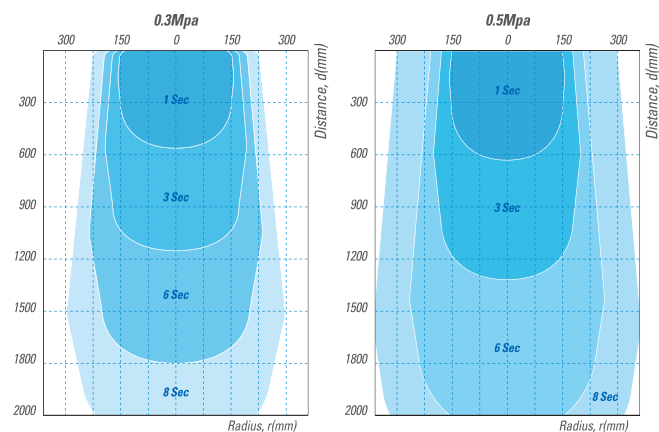 0.3Mpa
300 150 0 150 300
Distance, d(mm)
300
600
900
1200
1500
1800
2000
1 Sec
3 Sec
6 Sec
8 Sec
Radius, r(mm)
0.5Mpa
300 150 0 150 300
Distance, d(mm)
300
600
900
1200
1500
1800
2000
1 Sec
3 Sec
6 Sec
8 Sec
Radius, r(mm)